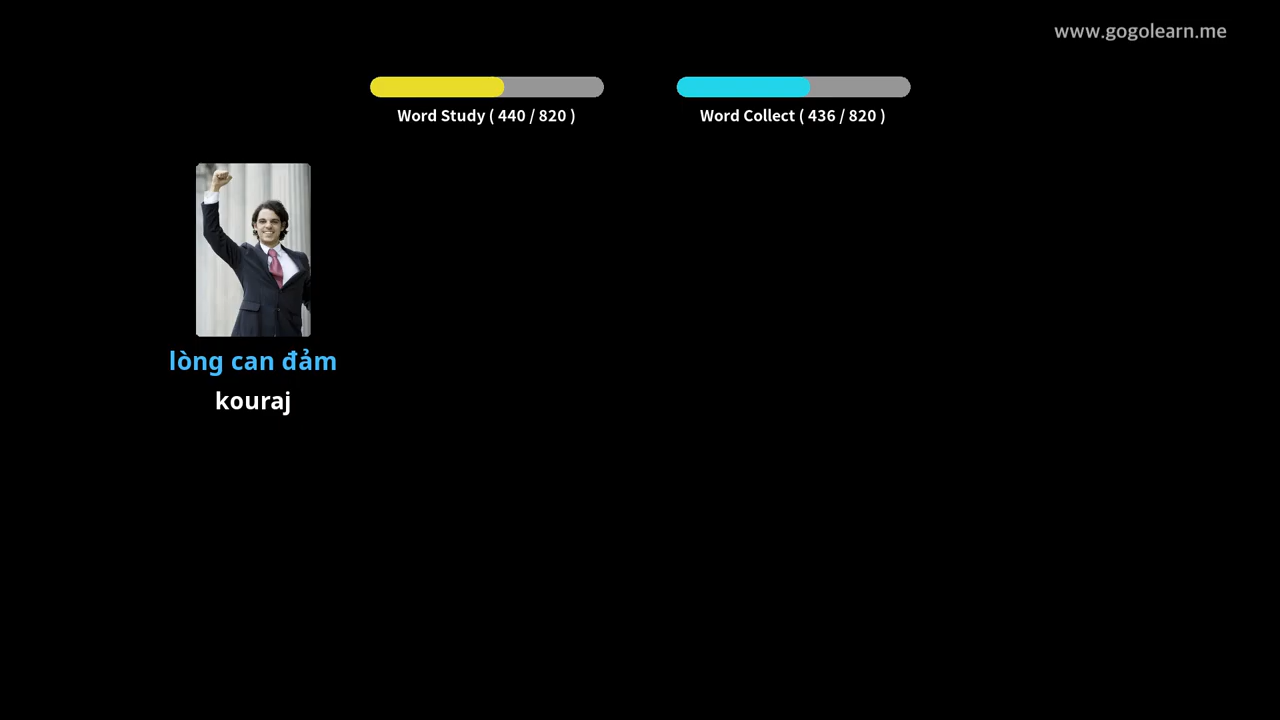 www.gogolearn.me
Word Study ( 440 / 820 )
Word Collect ( 436 / 820 )
lòng can đảm
kouraj